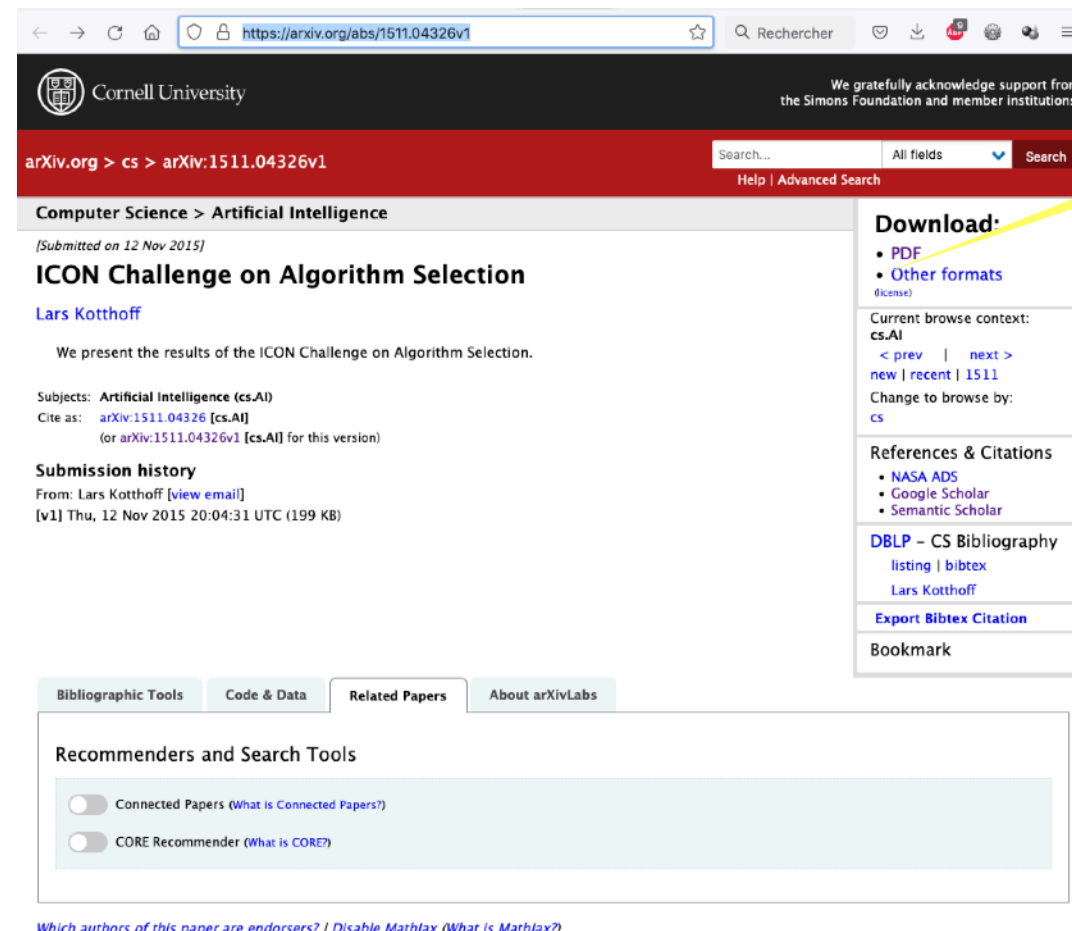 https://arxiv.org/abs/1511.04326v1
Rechercher
ABP
9
Cornell University
We gratefully acknowledge support from
the Simons Foundation and member institutions
arXiv.org > cs > arXiv:1511.04326v1
Search...
All fields
Search
Help | Advanced Search
Computer Science > Artificial Intelligence
[Submitted on 12 Nov 2015]
ICON Challenge on Algorithm Selection
Lars Kotthoff
We present the results of the ICON Challenge on Algorithm Selection.
Subjects: Artificial Intelligence (cs.AI)
Cite as: arXiv:1511.04326 [cs.AI]
(or arXiv:1511.04326v1 [cs.AI] for this version)
Submission history
From: Lars Kotthoff [view email]
[v1] Thu, 12 Nov 2015 20:04:31 UTC (199 KB)
Download:
• PDF
• Other formats
(license)
Current browse context:
cs.AI
< prev | next >
new | recent | 1511
Change to browse by:
cs
References & Citations
• NASA ADS
• Google Scholar
• Semantic Scholar
DBLP – CS Bibliography
listing | bibtex
Lars Kotthoff
Export Bibtex Citation
Bookmark
Bibliographic Tools
Code & Data
Related Papers
About arXivLabs
Recommenders and Search Tools
Connected Papers (What is Connected Papers?)
CORE Recommender (What is CORE?)
Which authors of this paper are endorsers? | Disable MathJax (What is MathJax?)